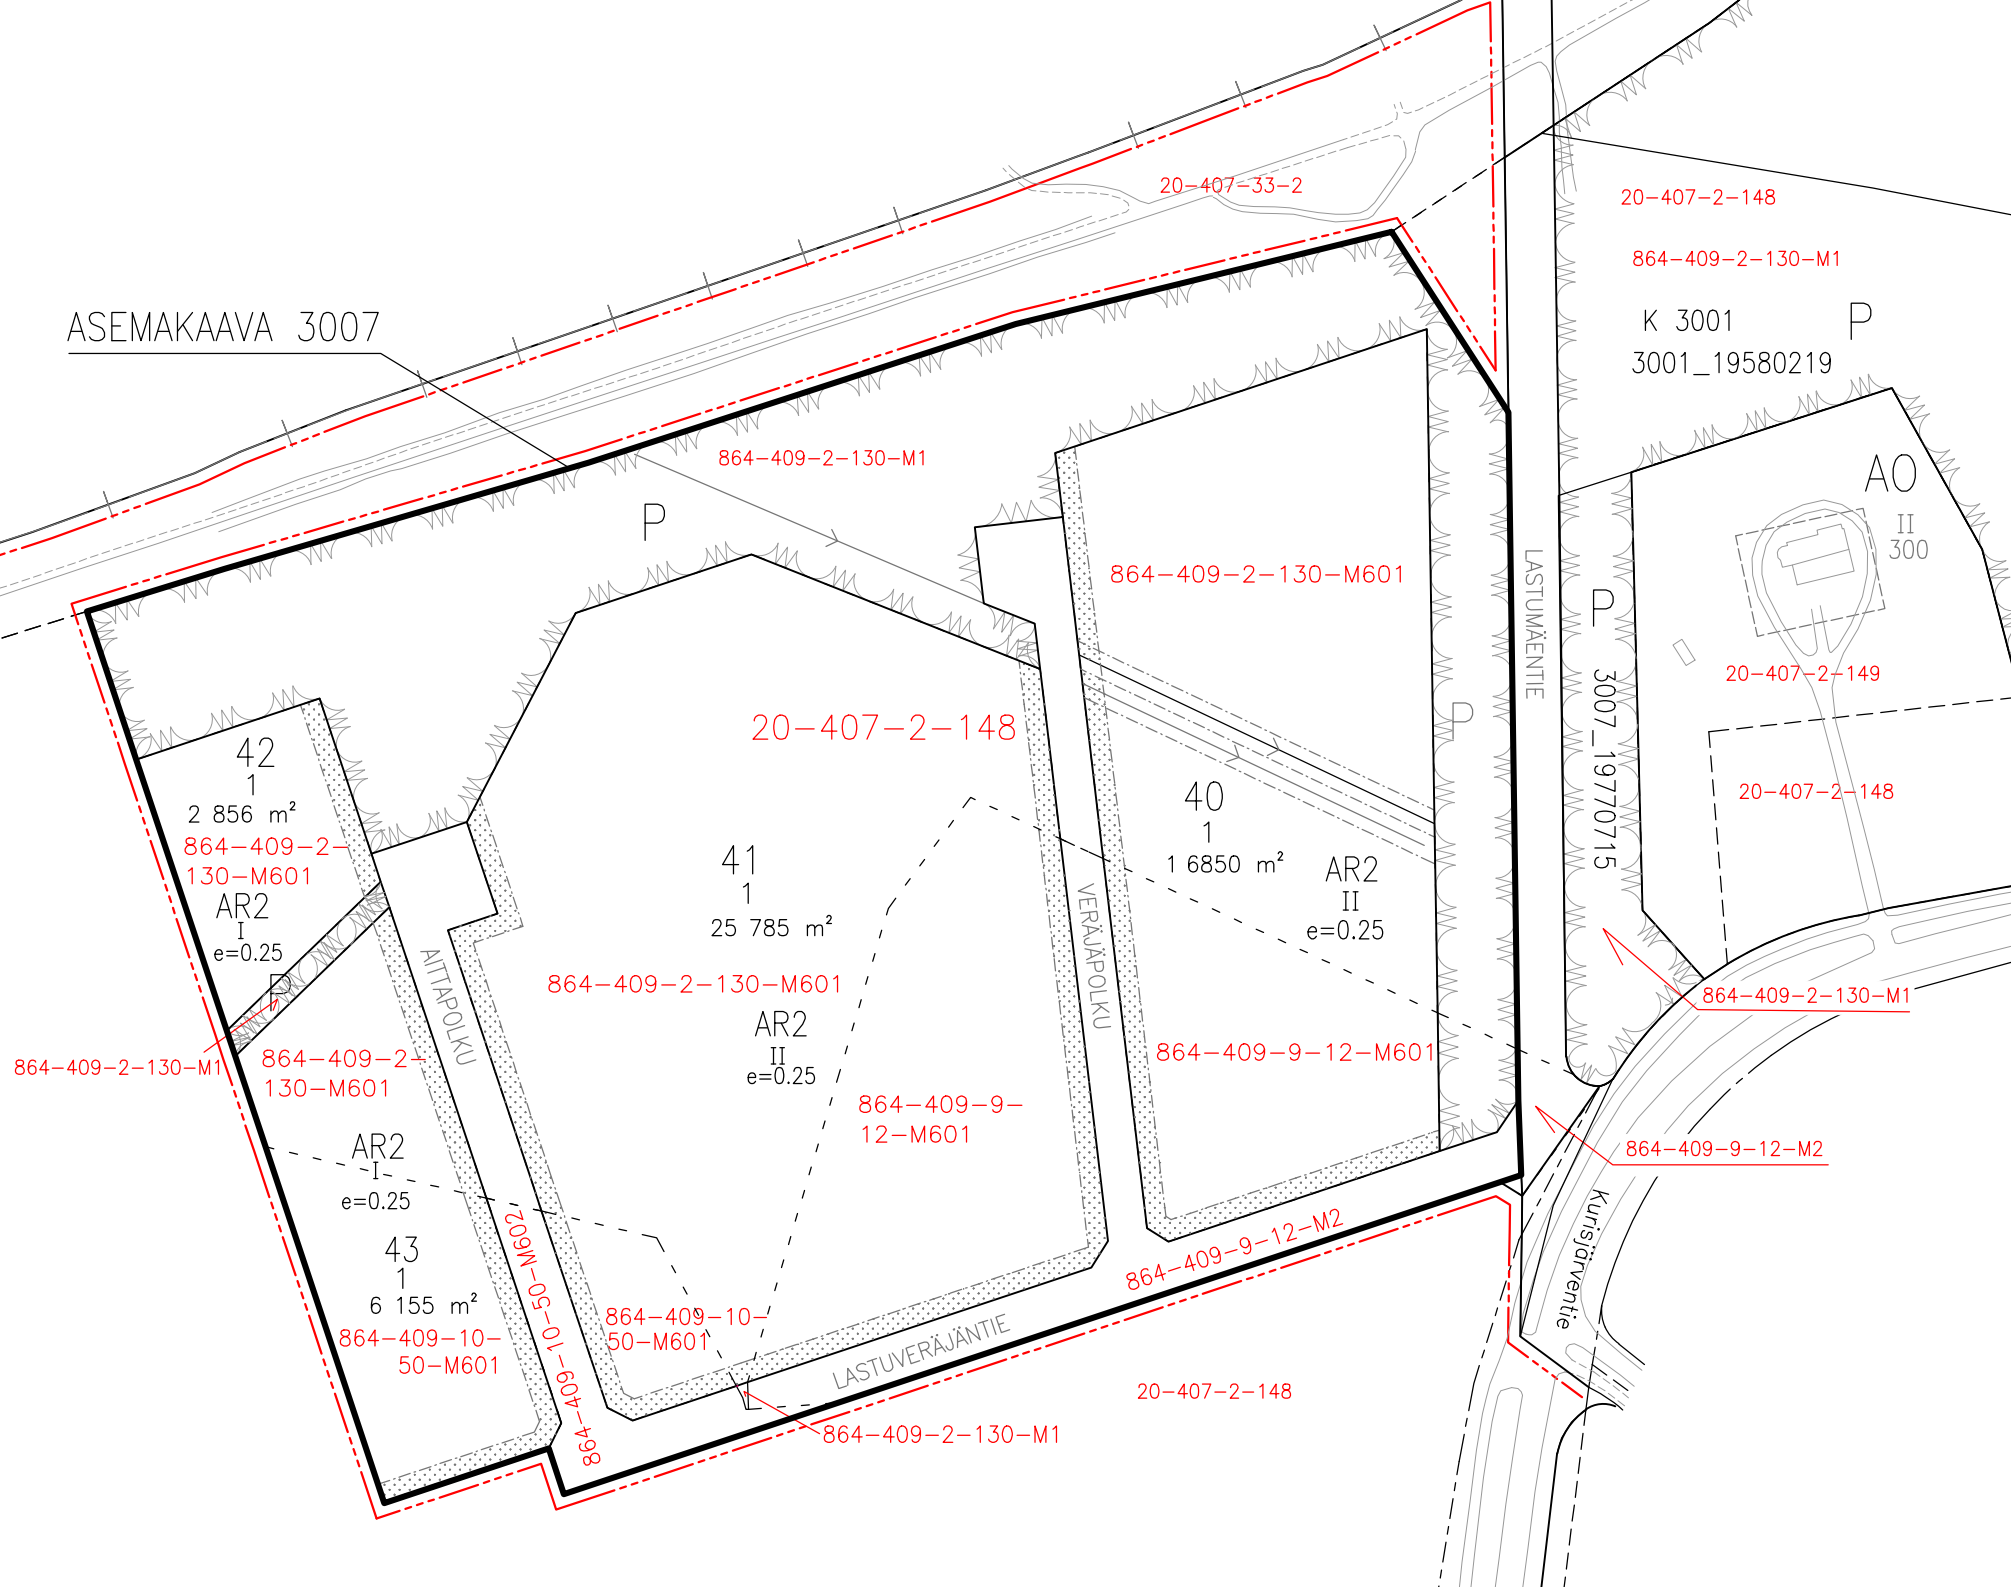 20-407-33-2
20-407-2-148
864-409-2-130-M1
K 3001
P
3001_19580219
ASEMAKAAVA 3007
864-409-2-130-M1
P
AO
II
300
864-409-2-130-M601
LASTUMÄENTIE
P
3007_19770715
20-407-2-149
20-407-2-148
P
20-407-2-148
42
1
2 856 m²
864-409-2-
130-M601
AR2
I
e=0.25
P
41
1
25 785 m²
864-409-2-130-M601
AR2
II
e=0.25
40
1
1 6850 m²
AR2
II
e=0.25
AITTAPOLKU
VERÄJÄPOLKU
864-409-2-130-M1
864-409-2-130-M1
864-409-2-
130-M601
864-409-9-12-M601
864-409-9-
12-M601
864-409-9-12-M2
AR2
I
e=0.25
43
1
6 155 m²
864-409-10-
50-M601
864-409-10-50-M602
864-409-10-
50-M601
864-409-9-12-M2
Kurisjärventie
LASTUVERÄJÄNTIE
20-407-2-148
864-409-2-130-M1